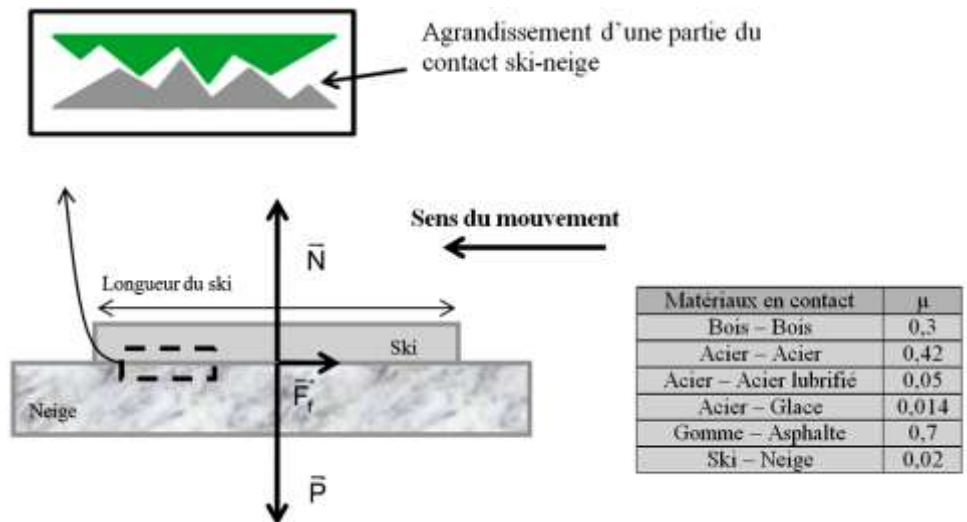 Agrandissement d'une partie du
contact ski-neige
Sens du mouvement
N
Longueur du ski
Ski
Neige
F_f
P
Matériaux en contact µ
Bois – Bois 0,3
Acier – Acier 0,42
Acier – Acier lubrifié 0,05
Acier – Glace 0,014
Gomme – Asphalte 0,7
Ski – Neige 0,02